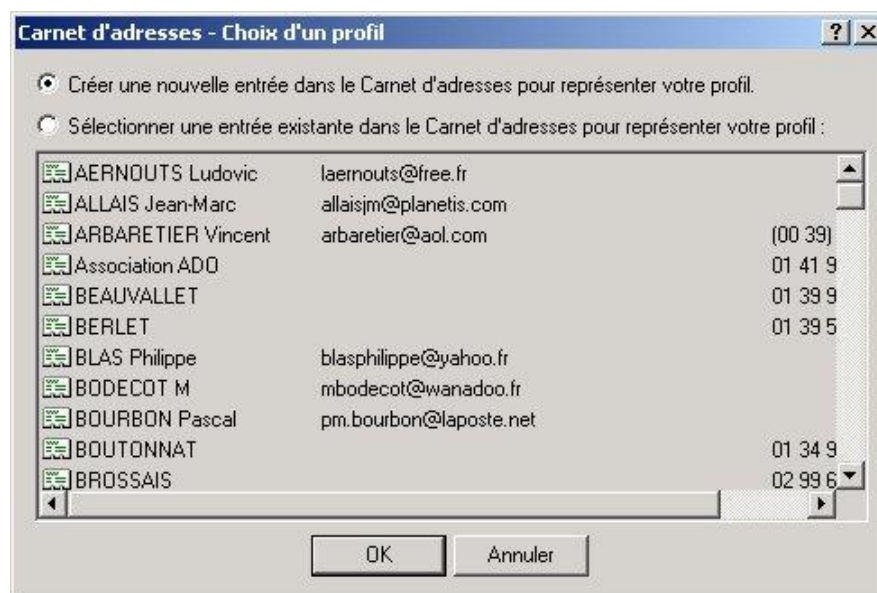 Carnet d'adresses - Choix d'un profil
Créer une nouvelle entrée dans le Carnet d'adresses pour représenter votre profil.
Sélectionner une entrée existante dans le Carnet d'adresses pour représenter votre profil :
AERNOUTS Ludovic laernouts@free.fr
ALLAIS Jean-Marc allaisjm@planetis.com
ARBARETIER Vincent arbaretier@aol.com (00 39)
Association ADO 01 41 9
BEAUVALLET 01 39 9
BERLET 01 39 5
BLAS Philippe blasphilippe@yahoo.fr
BODECOT M mbodecot@wanadoo.fr
BOURBON Pascal pm.bourbon@laposte.net
BOUTONNAT 01 34 9
BROSSAIS 02 99 6
OK Annuler